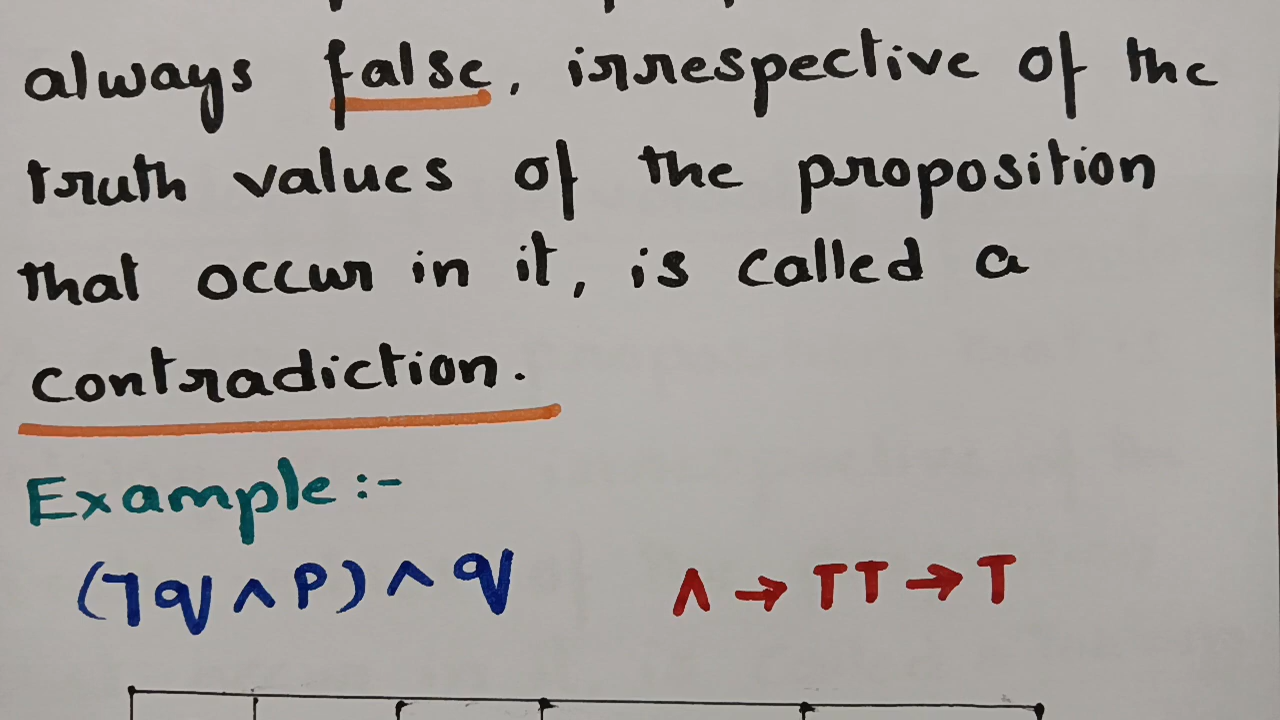 always false, irrespective of the
truth values of the proposition
that occur in it, is called a
contradiction.
Example:-
(¬q ∧ P) ∧ q ∧ → TT → T